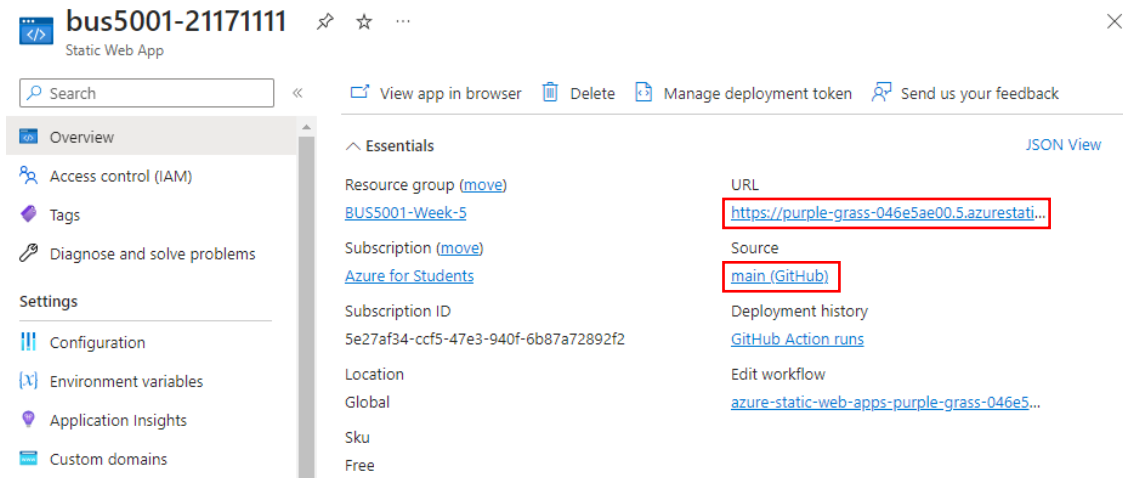 bus5001-21171111
Static Web App
Search
Overview
Access control (IAM)
Tags
Diagnose and solve problems
Settings
Configuration
Environment variables
Application Insights
Custom domains
View app in browser
Delete
Manage deployment token
Send us your feedback
Essentials
JSON View
Resource group (move)
BUS5001-Week-5
Subscription (move)
Azure for Students
Subscription ID
5e27af34-ccf5-47e3-940f-6b87a72892f2
Location
Global
Sku
Free
URL
https://purple-grass-046e5ae00.5.azurestati...
Source
main (GitHub)
Deployment history
GitHub Action runs
Edit workflow
azure-static-web-apps-purple-grass-046e5...